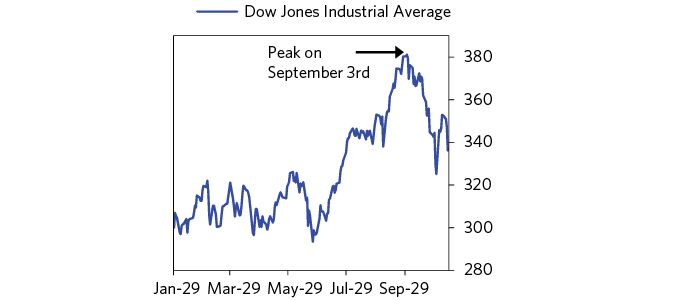 Dow Jones Industrial Average
Peak on
September 3rd
380
360
340
320
300
280
Jan-29 Mar-29 May-29 Jul-29 Sep-29